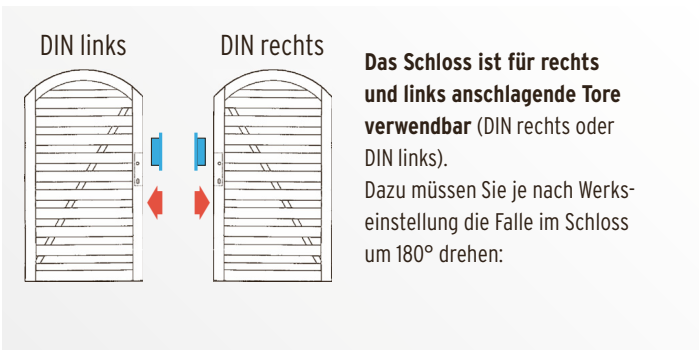 DIN links
DIN rechts
Das Schloss ist für rechts
und links anschlagende Tore
verwendbar (DIN rechts oder
DIN links).
Dazu müssen Sie je nach Werks-
einstellung die Falle im Schloss
um 180° drehen: